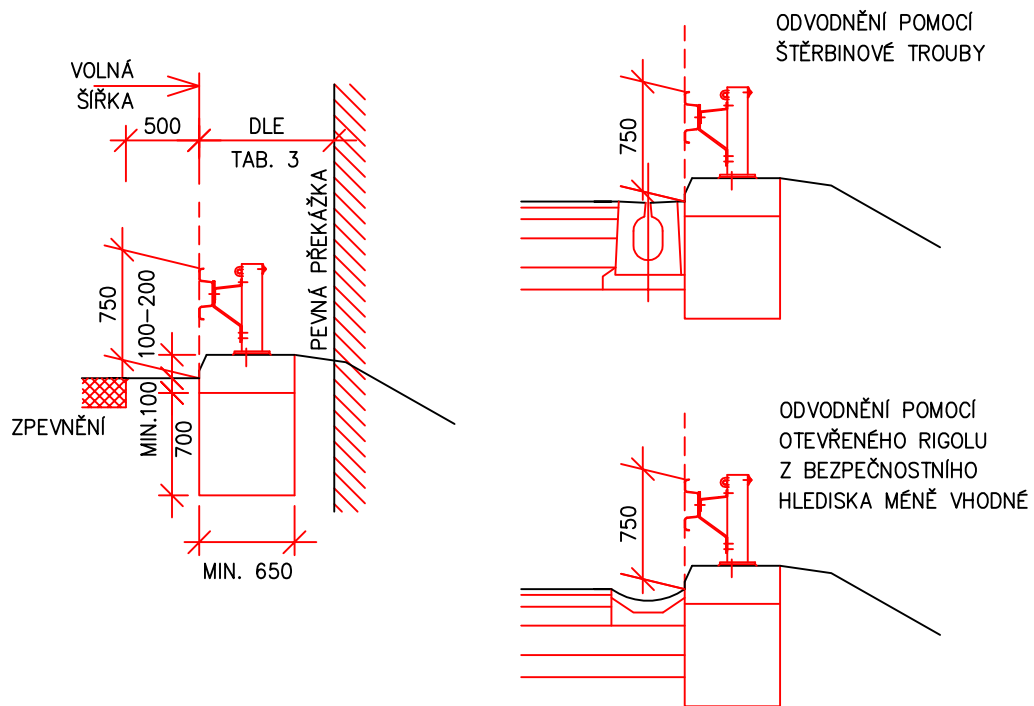 VOLNÁ
ŠÍŘKA
500
DLE
TAB. 3
PEVNÁ PŘEKÁŽKA
750
100-200
MIN.100
700
ZPEVNĚNÍ
MIN. 650
ODVODNĚNÍ POMOCÍ
ŠTĚRBINOVÉ TROUBY
750
ODVODNĚNÍ POMOCÍ
OTEVŘENÉHO RIGOLU
Z BEZPEČNOSTNÍHO
HLEDISKA MÉNĚ VHODNÉ
750